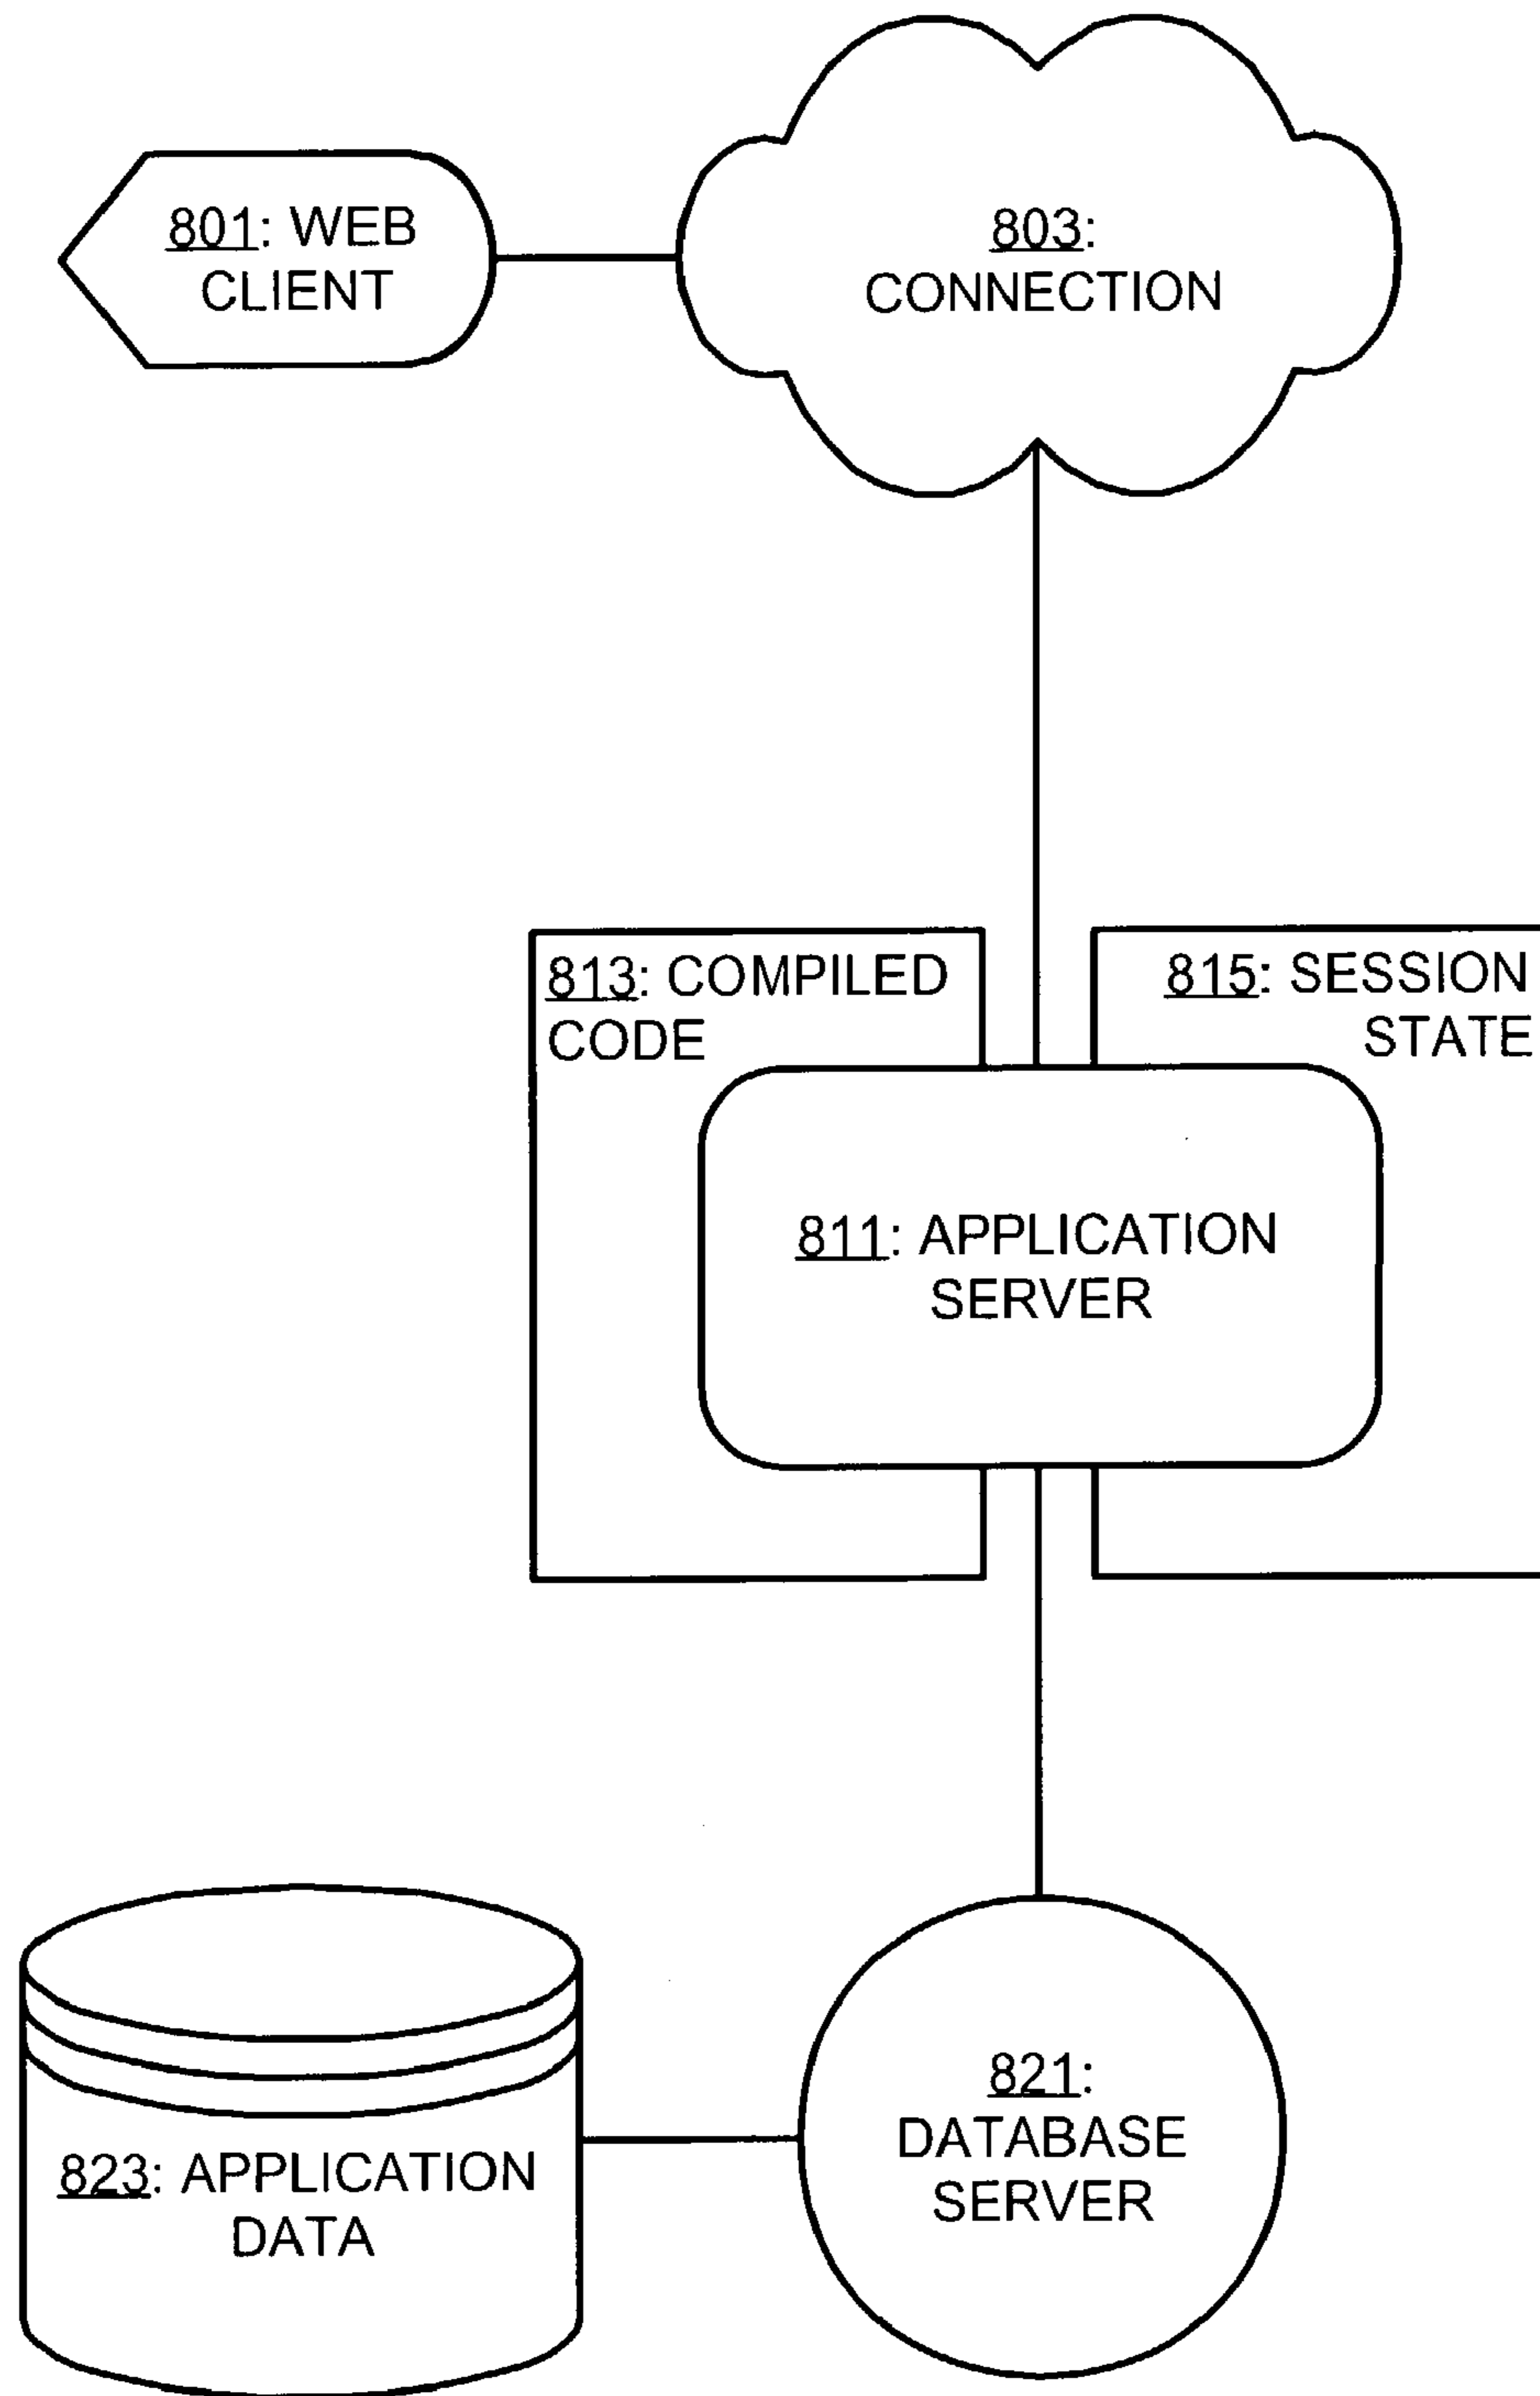 801: WEB
CLIENT
803:
CONNECTION
813: COMPILED
CODE
815: SESSION
STATE
811: APPLICATION
SERVER
821:
DATABASE
SERVER
823: APPLICATION
DATA